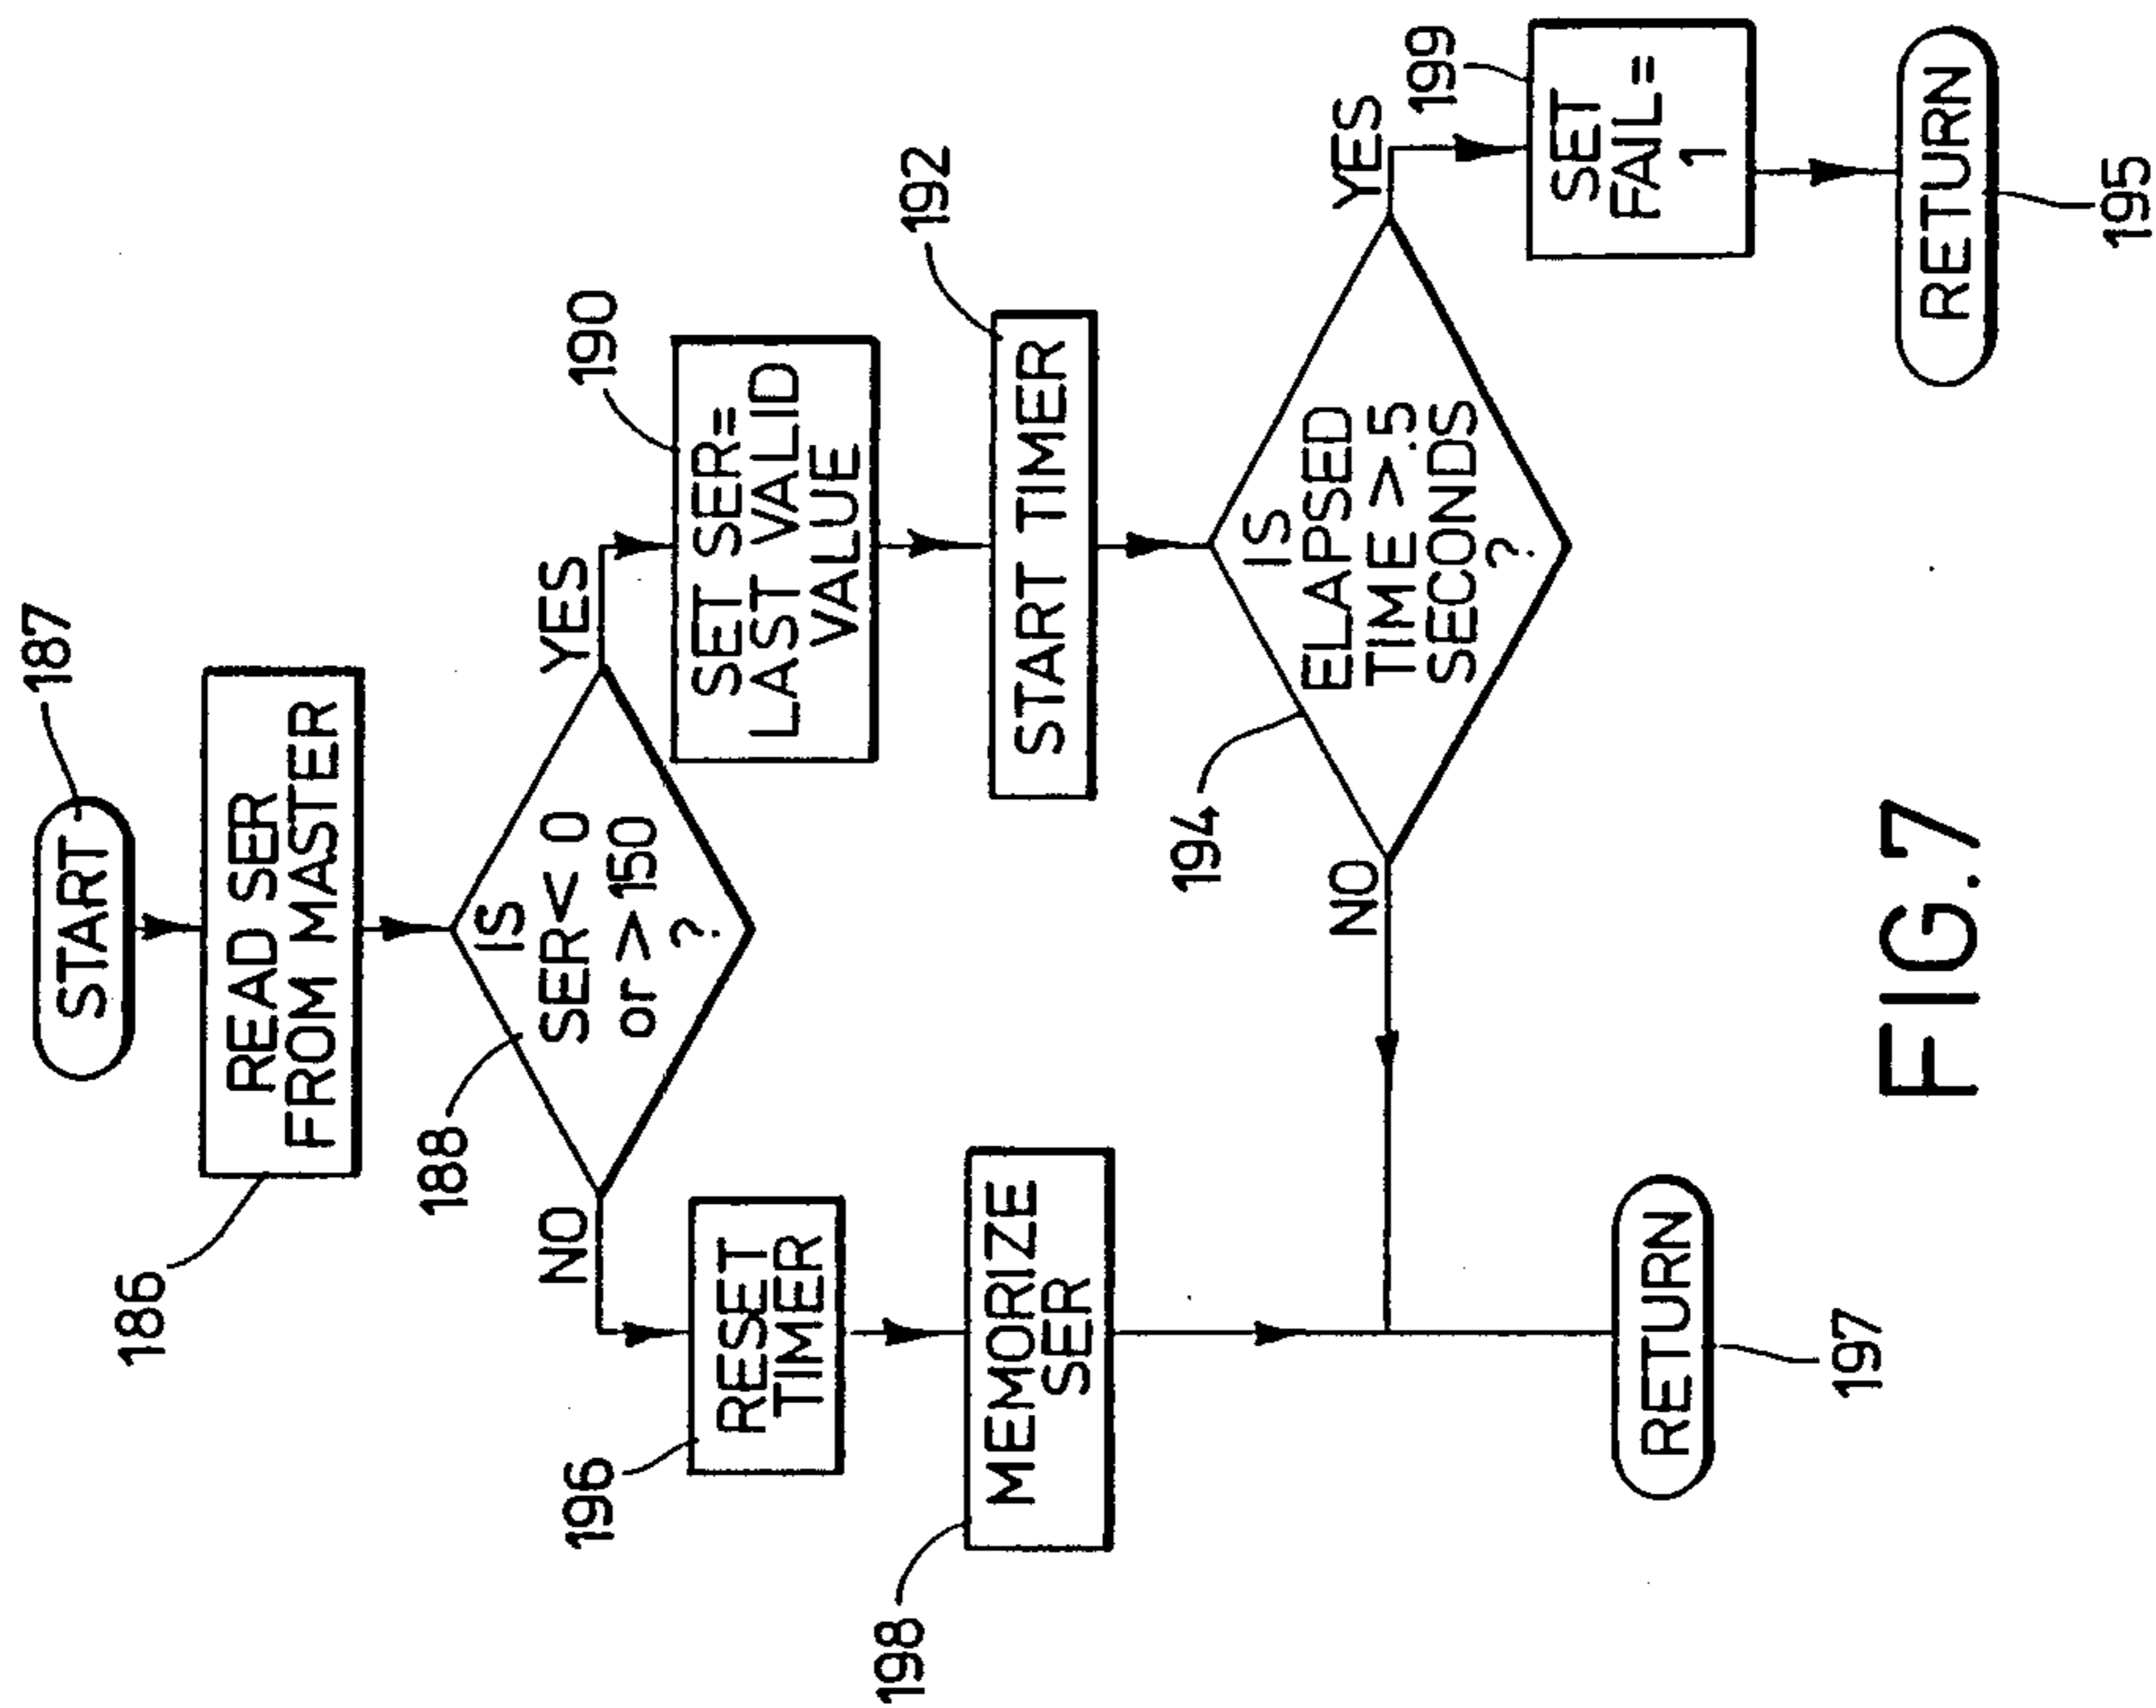 187
START
186
READ SER
FROM MASTER
188
IS
SER < 0
or > 150
?
NO
YES
196
RESET
TIMER
190
SET SER=
LAST VALID
VALUE
198
MEMORIZE
SER
192
START TIMER
194
IS
ELAPSED
TIME >.5
SECONDS
?
NO
YES
199
SET
FAIL=
1
RETURN
197
RETURN
195
FIG.7